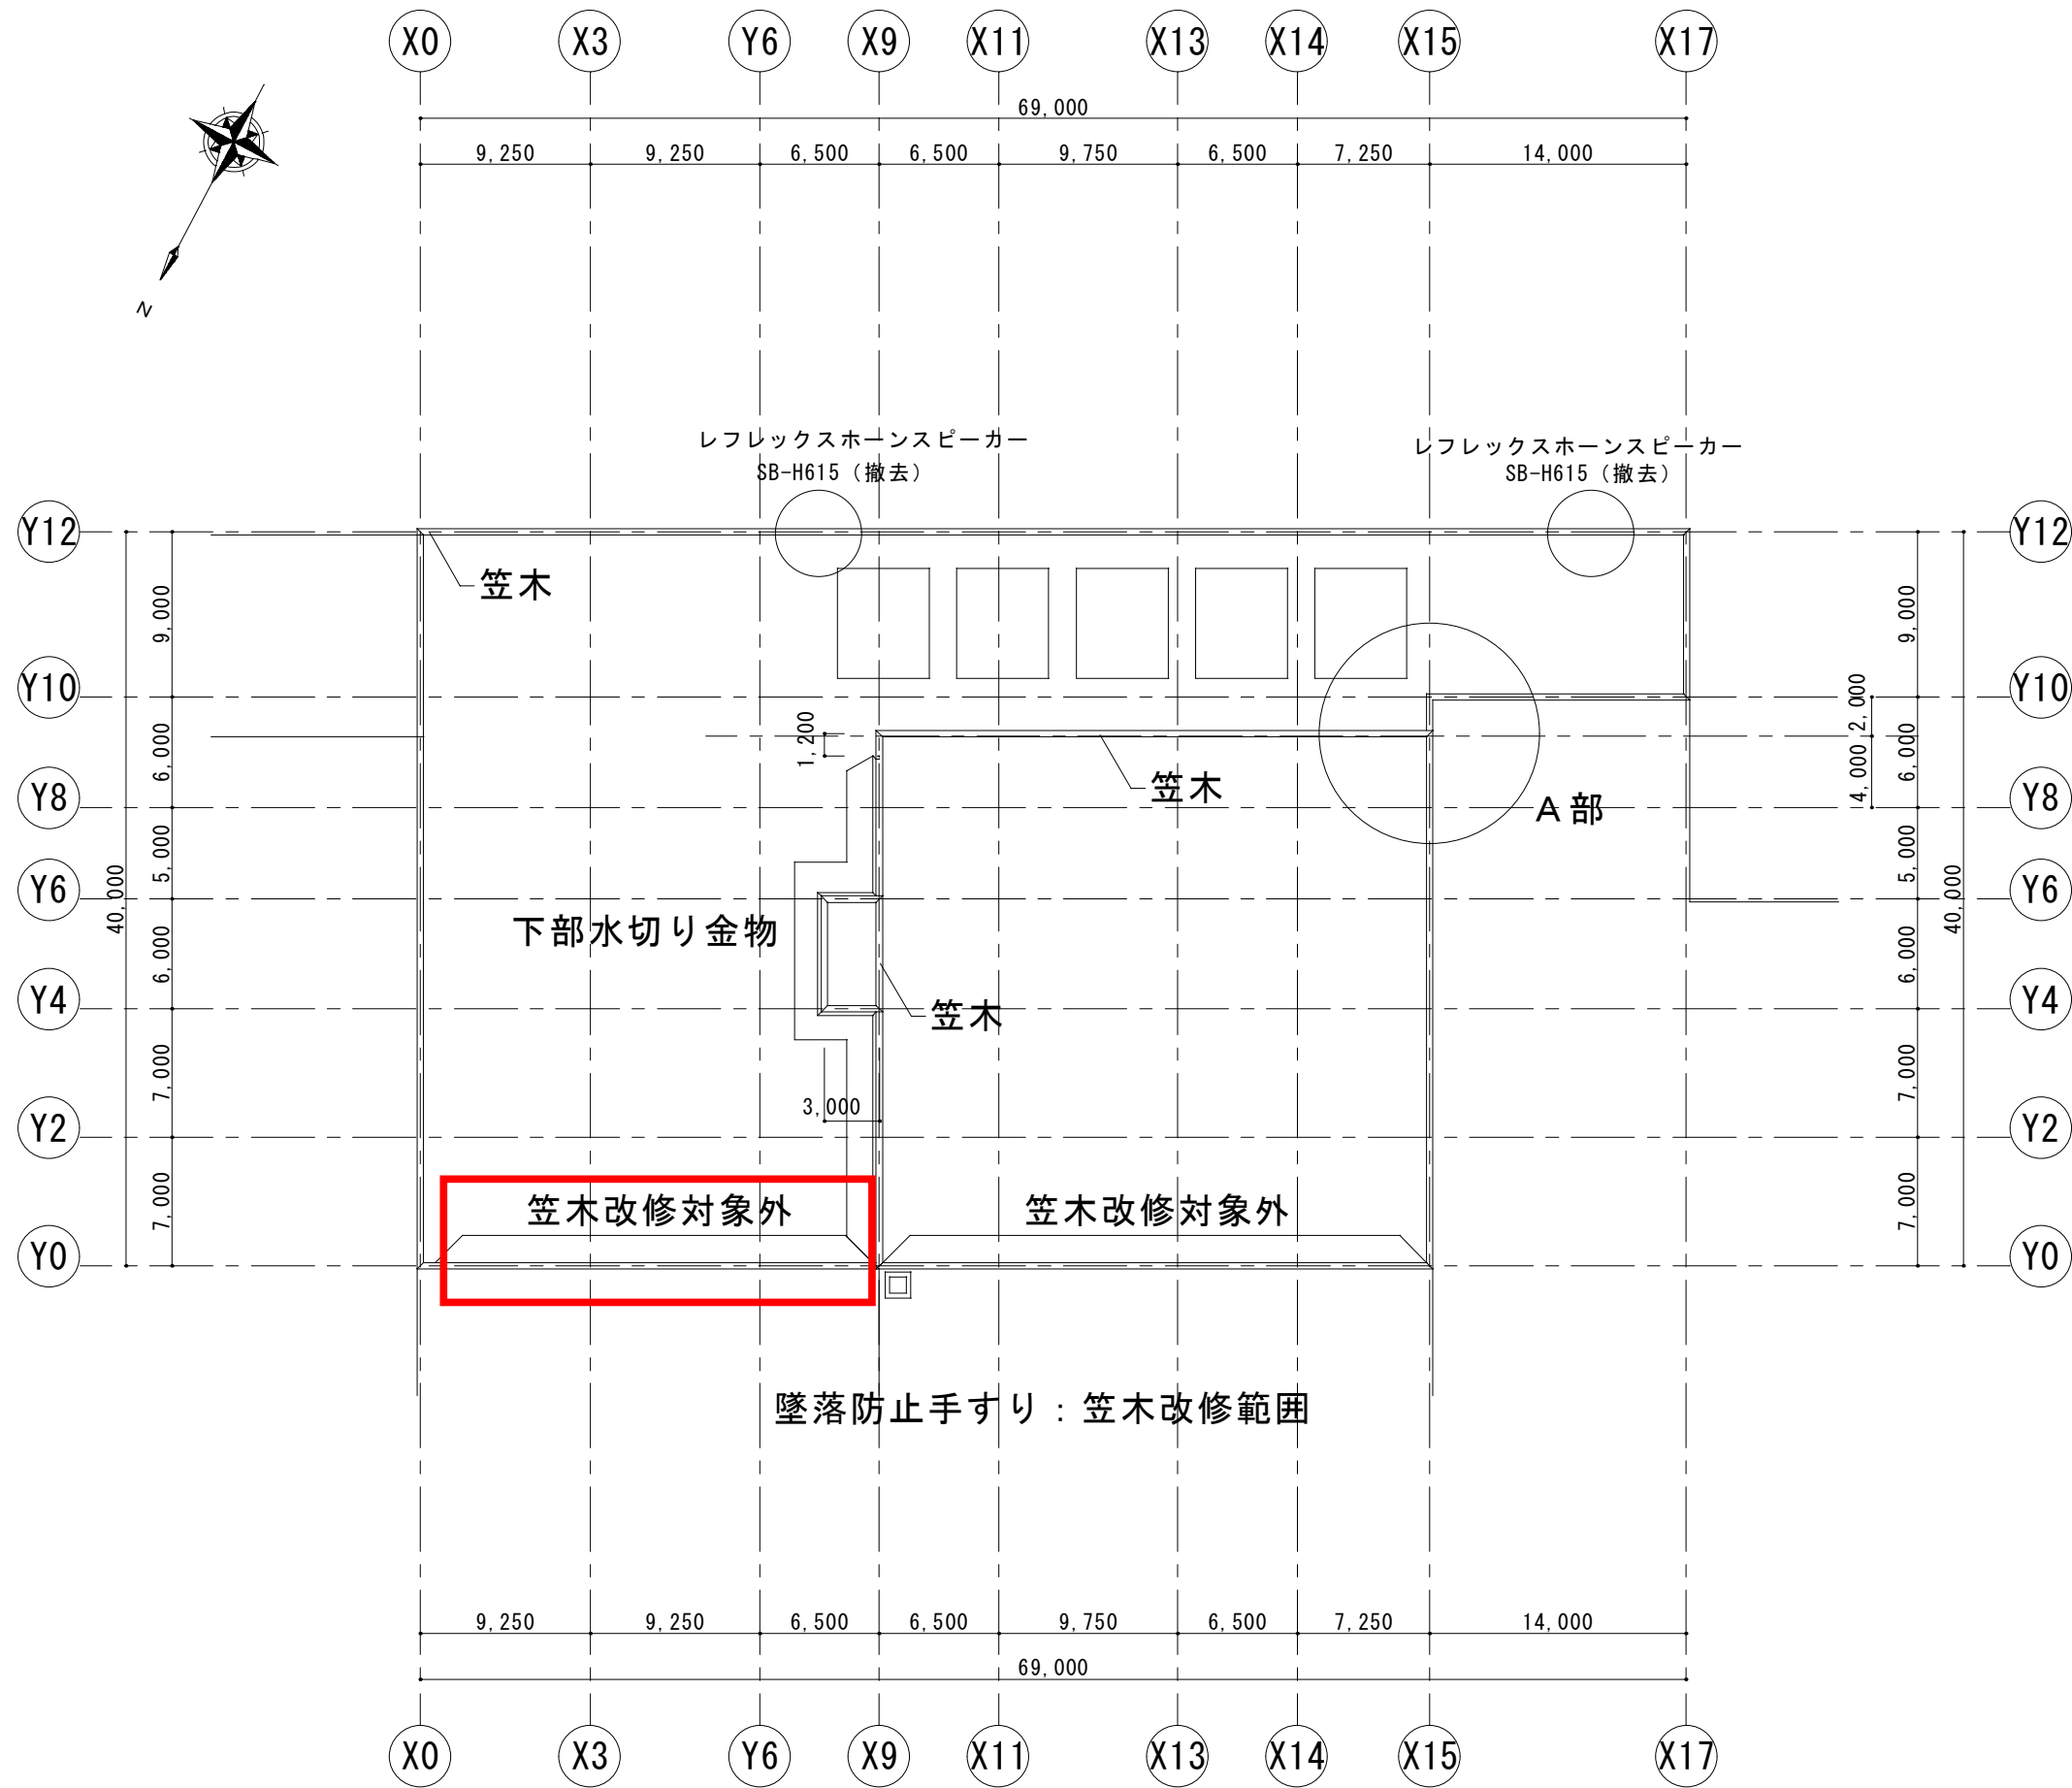 X0 X3 Y6 X9 X11 X13 X14 X15 X17
69,000
9,250 9,250 6,500 6,500 9,750 6,500 7,250 14,000
N
レフレックスホーンスピーカー
SB-H615（撤去）
レフレックスホーンスピーカー
SB-H615（撤去）
Y12 Y12
笠木
9,000 9,000
Y10 Y10
2,000
1,200
6,000 6,000
笠木
4,000
Y8 Y8
A部
5,000 5,000
40,000 40,000
Y6 Y6
下部水切り金物
6,000 6,000
Y4 Y4
笠木
7,000 7,000
3,000
Y2 Y2
7,000 7,000
笠木改修対象外
笠木改修対象外
Y0 Y0
墜落防止手すり：笠木改修範囲
9,250 9,250 6,500 6,500 9,750 6,500 7,250 14,000
69,000
X0 X3 Y6 X9 X11 X13 X14 X15 X17